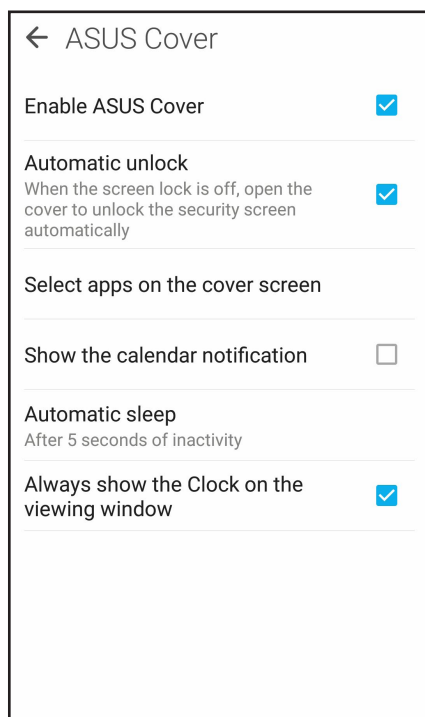 ASUS Cover
Enable ASUS Cover
Automatic unlock
When the screen lock is off, open the
cover to unlock the security screen
automatically
Select apps on the cover screen
Show the calendar notification
Automatic sleep
After 5 seconds of inactivity
Always show the Clock on the
viewing window